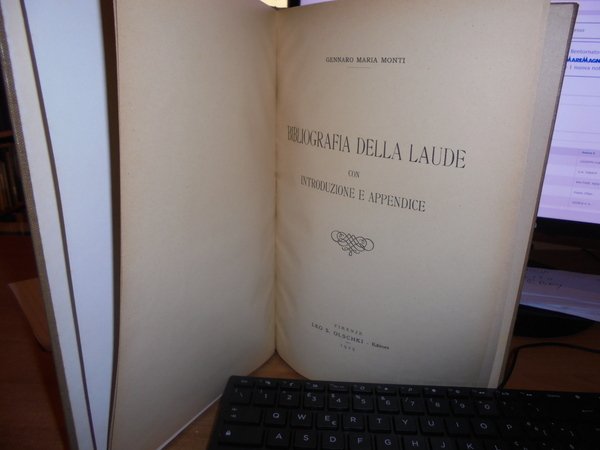 GENNARO MARIA MONTI
BIBLIOGRAFIA DELLA LAUDE
CON
INTRODUZIONE E APPENDICE
FIRENZE
LEO S. OLSCHKI - Editore
Q W E R T Y U I O P